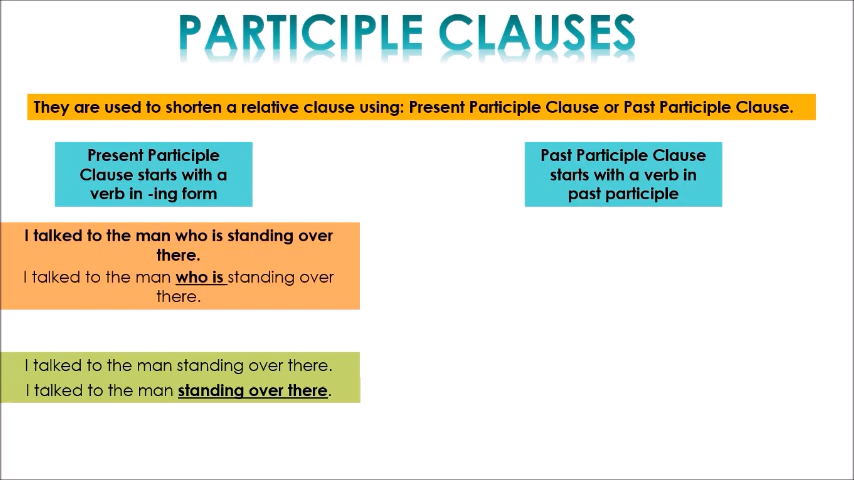 PARTICIPLE CLAUSES
They are used to shorten a relative clause using: Present Participle Clause or Past Participle Clause.
Present Participle
Clause starts with a
verb in -ing form
Past Participle Clause
starts with a verb in
past participle
I talked to the man who is standing over
there.
I talked to the man who is standing over
there.
I talked to the man standing over there.
I talked to the man standing over there.